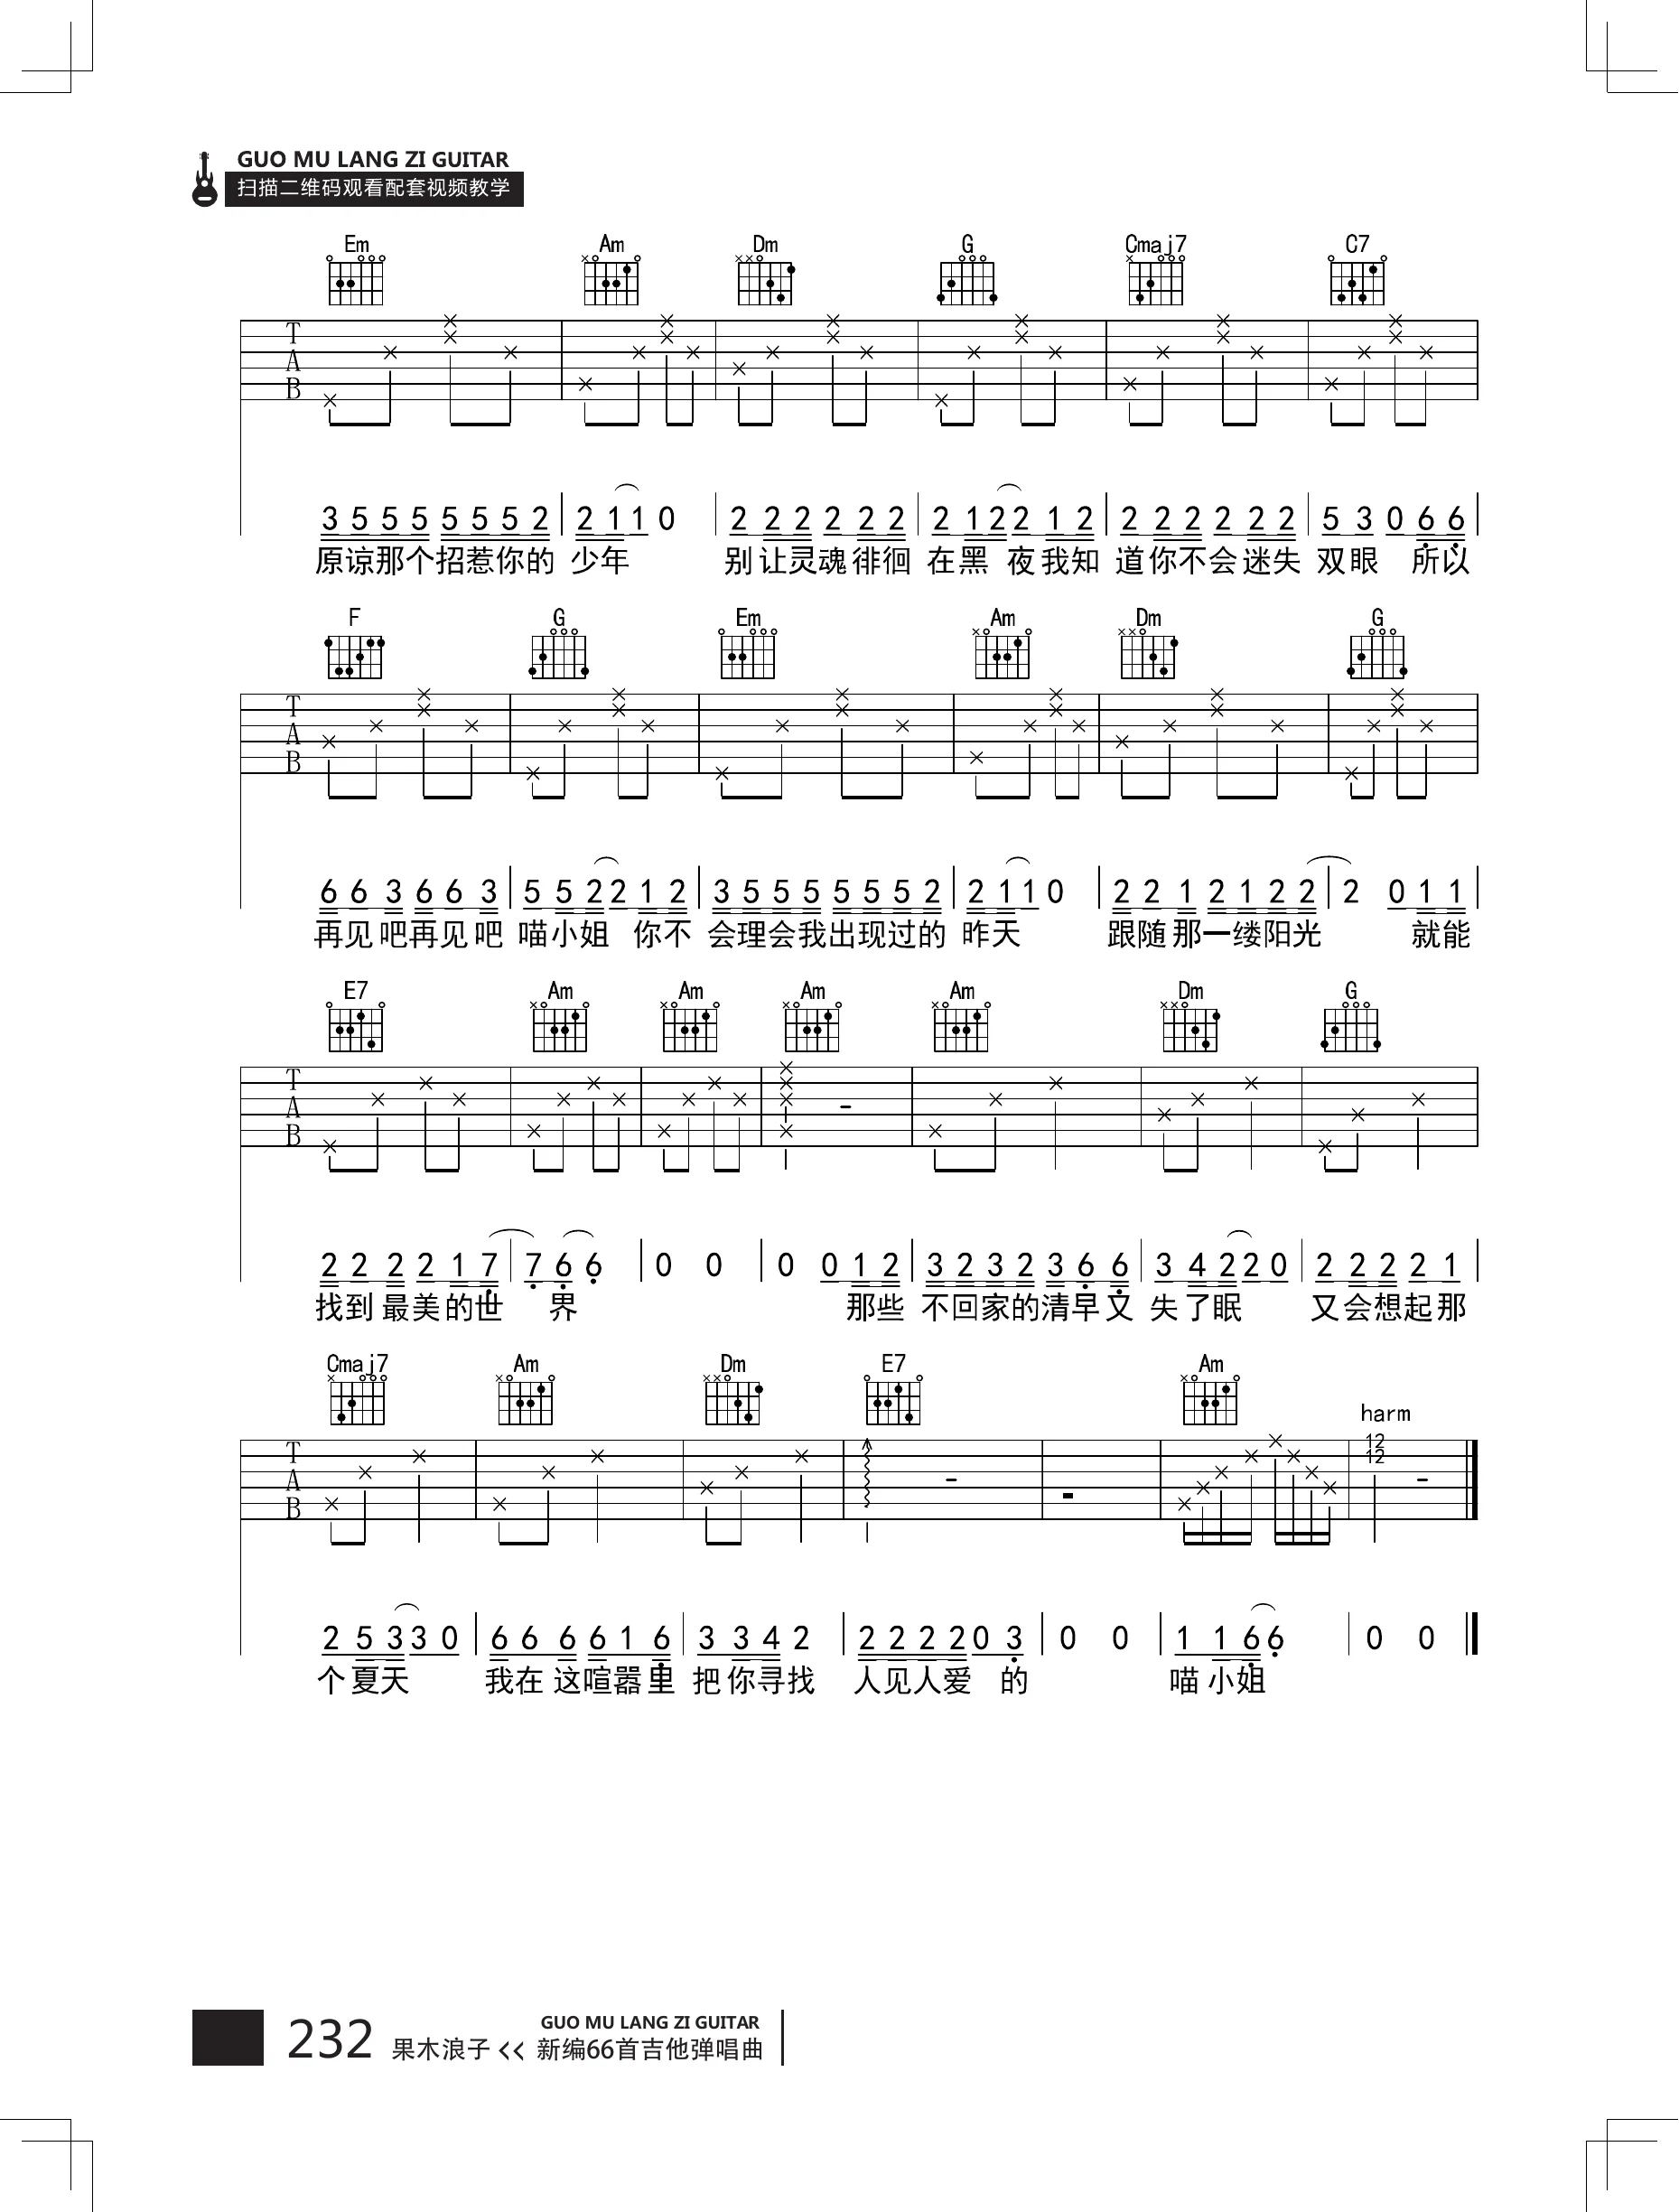 GUO MU LANG ZI GUITAR
扫描二维码观看配套视频教学
Em Am Dm G Cmaj7 C7
T
A
B
3 5 5 5 5 5 5 2 2 1 1 0 2 2 2 2 2 2 2 1 2 2 1 2 2 2 2 2 2 2 5 3 0 6 6
原谅那个招惹你的 少年 别让灵魂徘徊 在黑 夜我知 道你不会迷失 双眼 所以
F G Em Am Dm G
T
A
B
6 6 3 6 6 3 5 5 2 2 1 2 3 5 5 5 5 5 5 2 2 1 1 0 2 2 1 2 1 2 2 2 0 1 1
再见吧再见吧 喵小姐 你不 会理会我出现过的 昨天 跟随那一缕阳光 就能
E7 Am Am Am Am Dm G
T
A
B
2 2 2 2 1 7 7 6 6 0 0 0 0 1 2 3 2 3 2 3 6 6 3 4 2 2 0 2 2 2 2 1
找到最美的世 界 那些 不回家的清早又 失了眠 又会想起那
Cmaj7 Am Dm E7 Am harm
T
A
B
12
12
2 5 3 3 0 6 6 6 6 1 6 3 3 4 2 2 2 2 2 0 3 0 0 1 1 6 6 0 0
个夏天 我在这喧嚣里 把你寻找 人见人爱 的 喵小姐
232 果木浪子 << GUO MU LANG ZI GUITAR
新编66首吉他弹唱曲